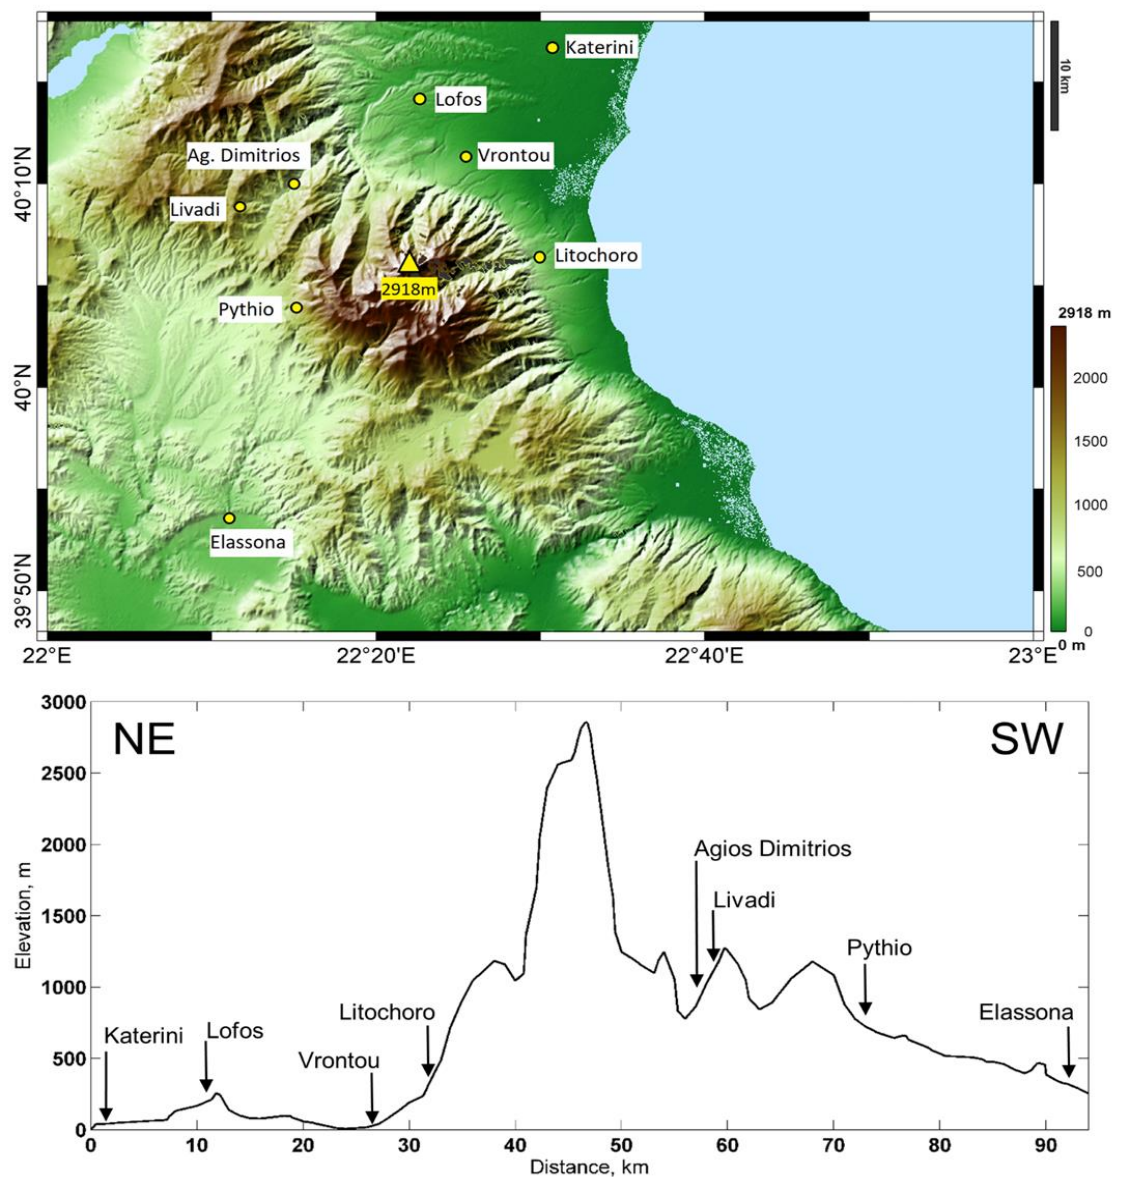 Katerini
10 km
Lofos
Ag. Dimitrios
Vrontou
40°10'N
Livadi
Litochoro
2918m
Pythio
2918 m
2000
40°N
1500
1000
Elassona
500
39°50'N
0
0 m
22°E
22°20'E
22°40'E
23°E
3000
NE
SW
2500
2000
Agios Dimitrios
Elevation, m
1500
Livadi
Pythio
1000
Litochoro
Elassona
Katerini
Lofos
500
Vrontou
0
0 10 20 30 40 50 60 70 80 90
Distance, km